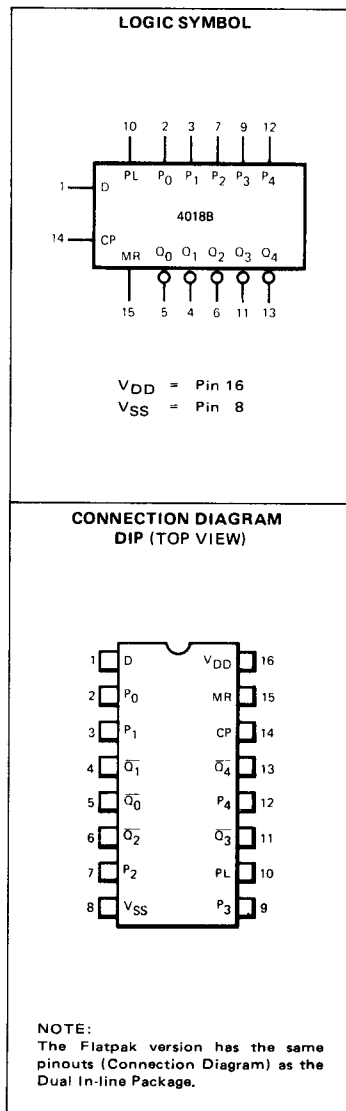 LOGIC SYMBOL
10 2 3 7 9 12
PL P0 P1 P2 P3 P4
1 D
4018B
14 CP
MR Q0 Q1 Q2 Q3 Q4
15 5 4 6 11 13
VDD = Pin 16
VSS = Pin 8
CONNECTION DIAGRAM
DIP (TOP VIEW)
1 D VDD 16
2 P0 MR 15
3 P1 CP 14
4 Q̅1 Q̅4 13
5 Q̅0 P4 12
6 Q̅2 Q̅3 11
7 P2 PL 10
8 VSS P3 9
NOTE:
The Flatpak version has the same
pinouts (Connection Diagram) as the
Dual In-line Package.